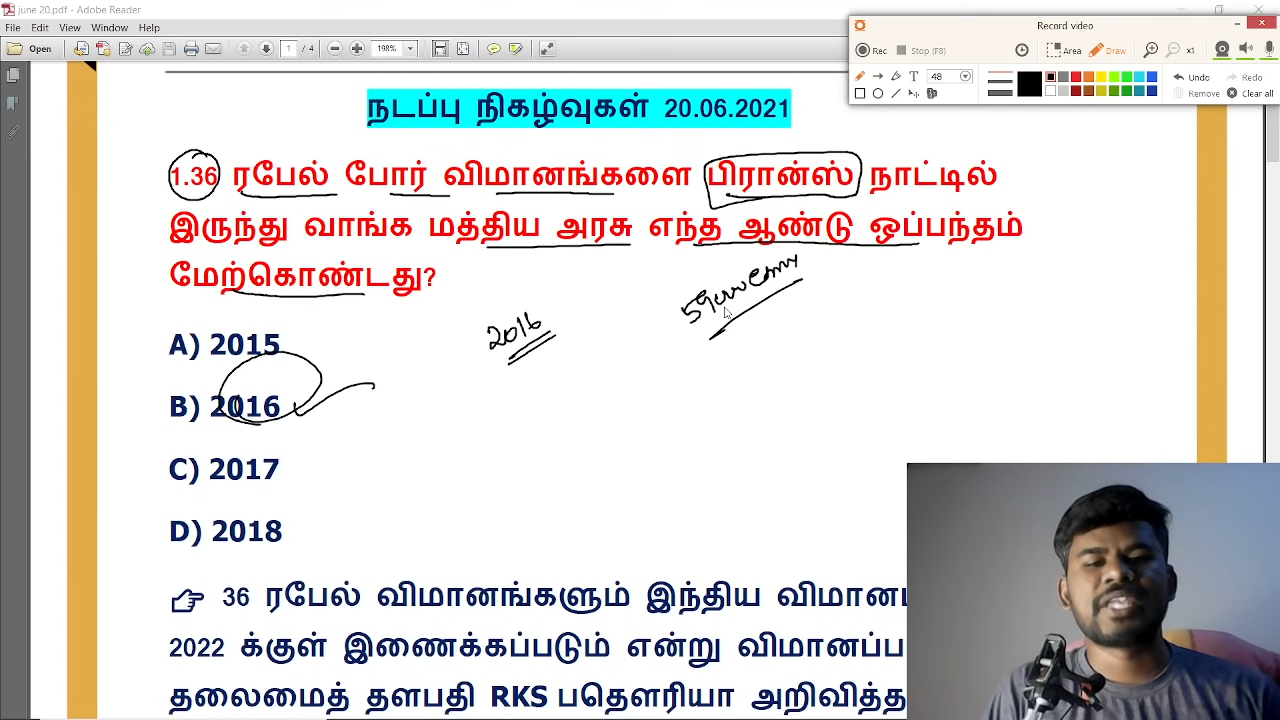 june 20.pdf - Adobe Reader
File Edit View Window Help
Open 1 / 4 198%
Record video
Rec Stop (F8) Area Draw x1
T 48 Undo Redo
Remove Clear all
நடப்பு நிகழ்வுகள் 20.06.2021
1.36 ரபேல் போர் விமானங்களை பிரான்ஸ் நாட்டில்
இருந்து வாங்க மத்திய அரசு எந்த ஆண்டு ஒப்பந்தம்
மேற்கொண்டது?
A) 2015
2016
B) 2016
C) 2017
D) 2018
36 ரபேல் விமானங்களும் இந்திய
2022 க்குள் இணைக்கப்படும் என்று
தலைமைத் தளபதி RKS பதௌரியா